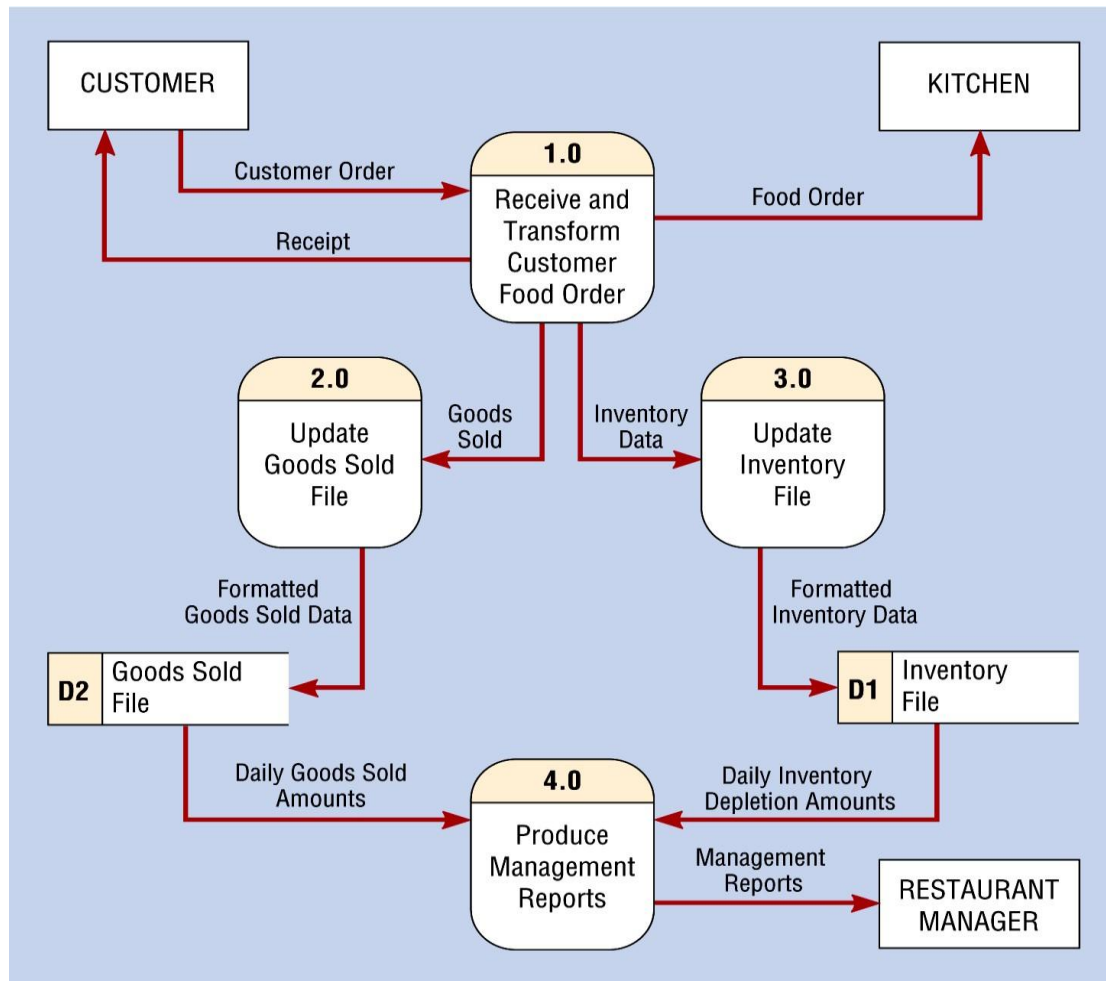 CUSTOMER
KITCHEN
1.0
Receive and
Transform
Customer
Food Order
Customer Order
Receipt
Food Order
2.0
Update
Goods Sold
File
Goods
Sold
Inventory
Data
3.0
Update
Inventory
File
Formatted
Goods Sold Data
Formatted
Inventory Data
D2
Goods Sold
File
D1
Inventory
File
Daily Goods Sold
Amounts
4.0
Produce
Management
Reports
Daily Inventory
Depletion Amounts
Management
Reports
RESTAURANT
MANAGER